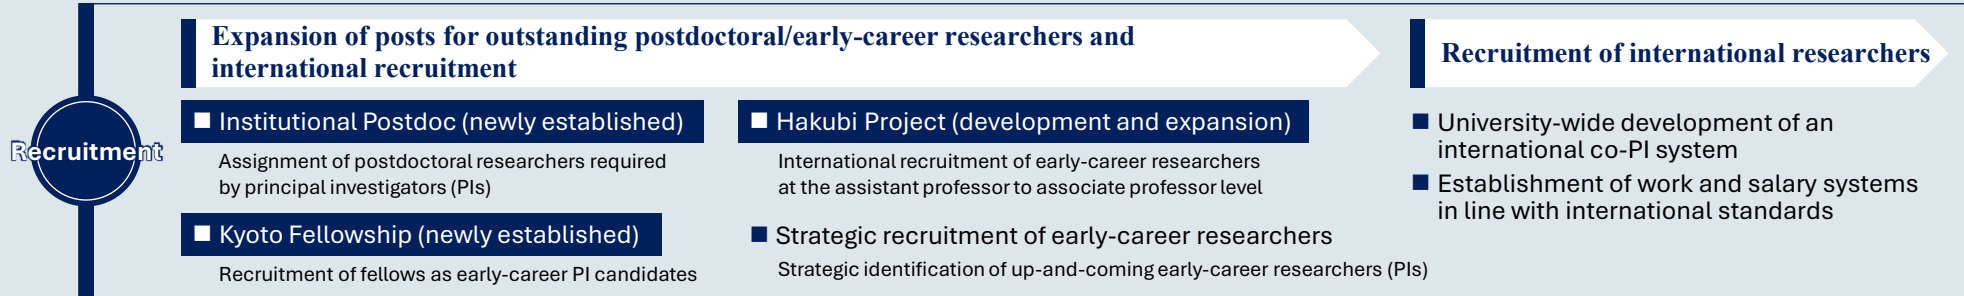 Recruitment
Expansion of posts for outstanding postdoctoral/early-career researchers and
international recruitment
■ Institutional Postdoc (newly established)
Assignment of postdoctoral researchers required
by principal investigators (PIs)
■ Kyoto Fellowship (newly established)
Recruitment of fellows as early-career PI candidates
■ Hakubi Project (development and expansion)
International recruitment of early-career researchers
at the assistant professor to associate professor level
■ Strategic recruitment of early-career researchers
Strategic identification of up-and-coming early-career researchers (PIs)
Recruitment of international researchers
■ University-wide development of an
international co-PI system
■ Establishment of work and salary systems
in line with international standards